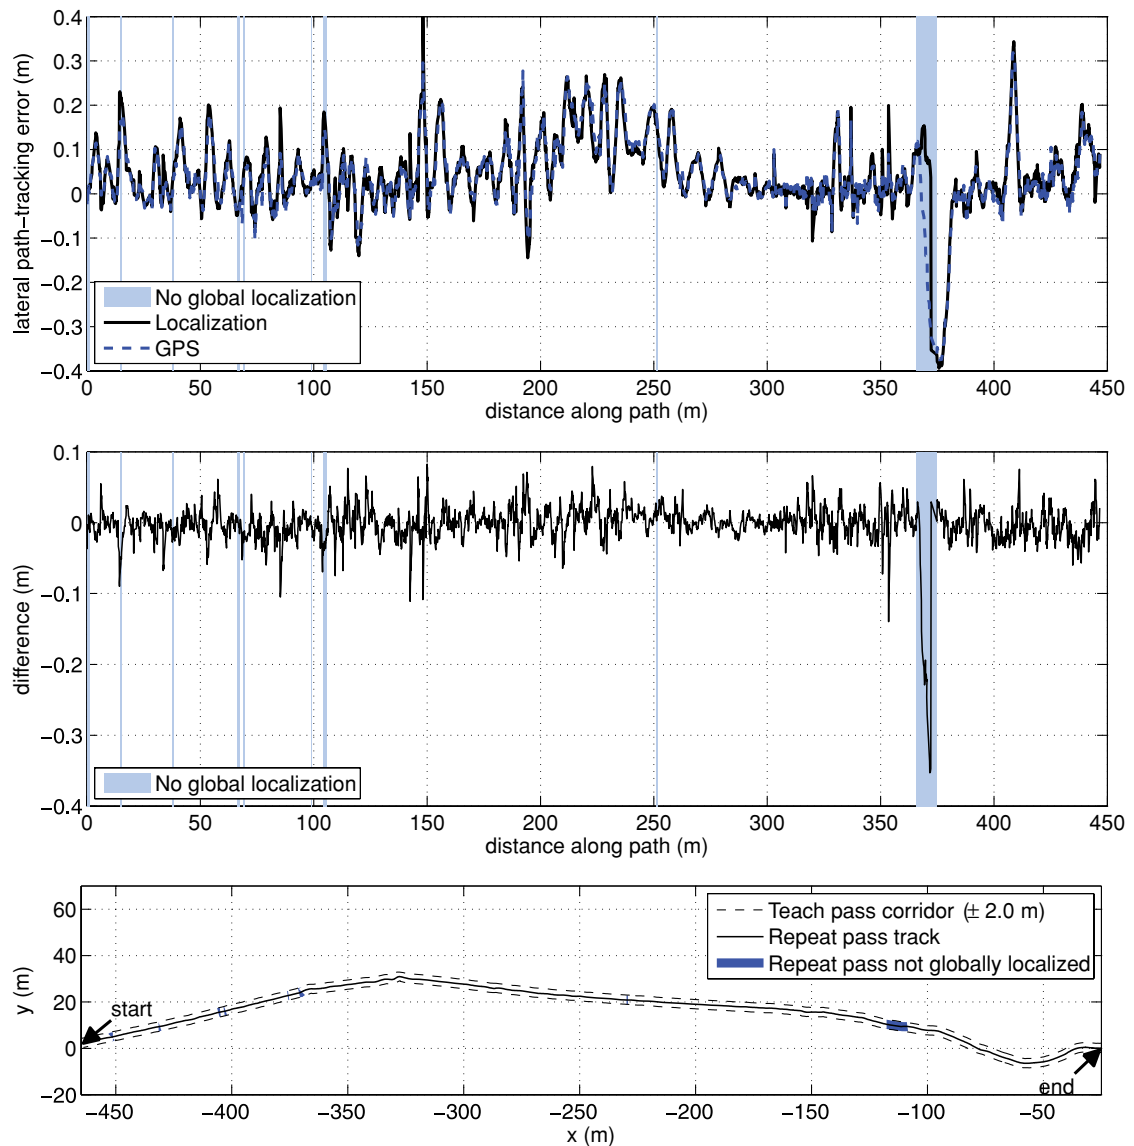 0.4
0.3
0.2
0.1
0
−0.1
−0.2
−0.3
−0.4
lateral path−tracking error (m)
No global localization
Localization
GPS
0 50 100 150 200 250 300 350 400 450
distance along path (m)
0.1
0
−0.1
−0.2
−0.3
−0.4
difference (m)
No global localization
0 50 100 150 200 250 300 350 400 450
distance along path (m)
60
40
20
0
−20
y (m)
Teach pass corridor (± 2.0 m)
Repeat pass track
Repeat pass not globally localized
start
end
−450 −400 −350 −300 −250 −200 −150 −100 −50
x (m)